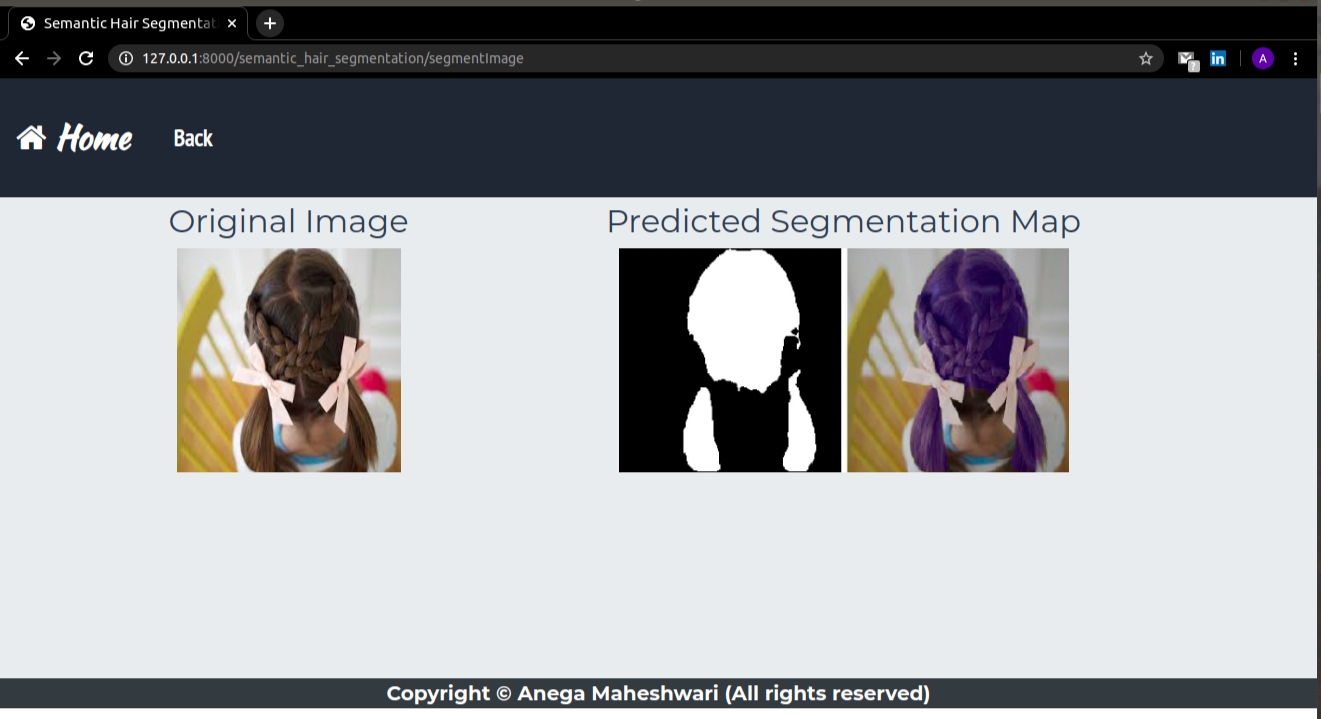 Semantic Hair Segmentat
127.0.0.1:8000/semantic_hair_segmentation/segmentImage
in
A
?
Home
Back
Original Image
Predicted Segmentation Map
Copyright © Anega Maheshwari (All rights reserved)